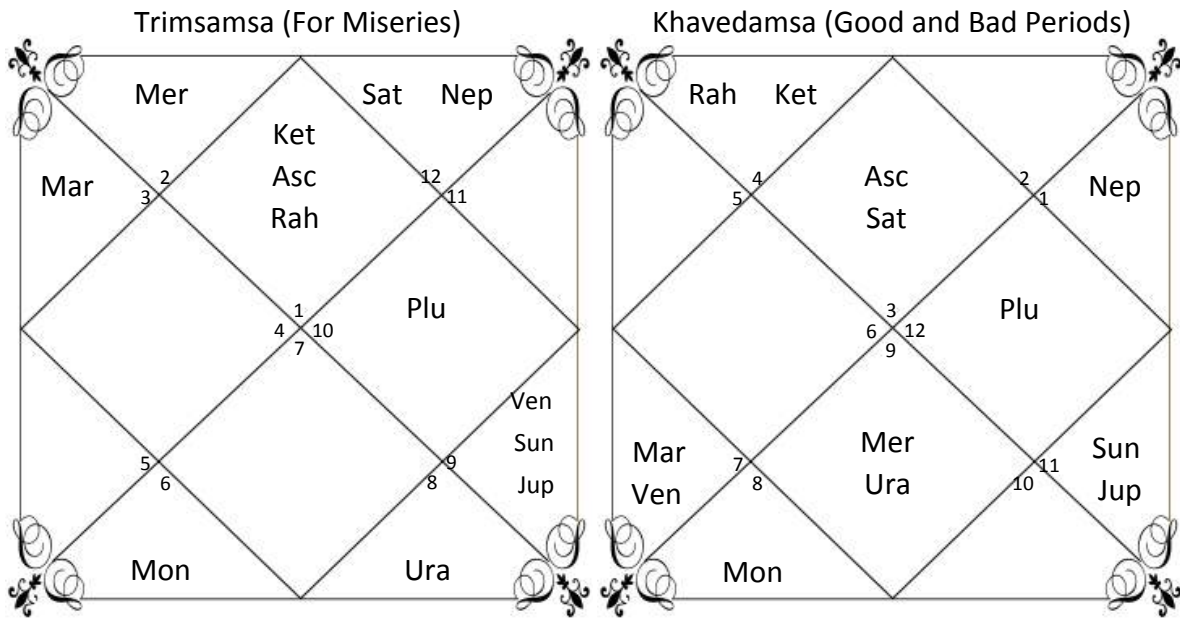 Trimsamsa (For Miseries)
Mer
Sat Nep
Ket
Mar
Asc
Rah
2
3
12
11
1
4 10
7
Plu
Ven
Sun
Jup
5
6
9
8
Mon
Ura
Khavedamsa (Good and Bad Periods)
Rah Ket
Asc
Sat
Nep
4
5
2
1
3
6 12
9
Plu
Mar
Ven
Mer
Ura
Sun
Jup
7
8
11
10
Mon